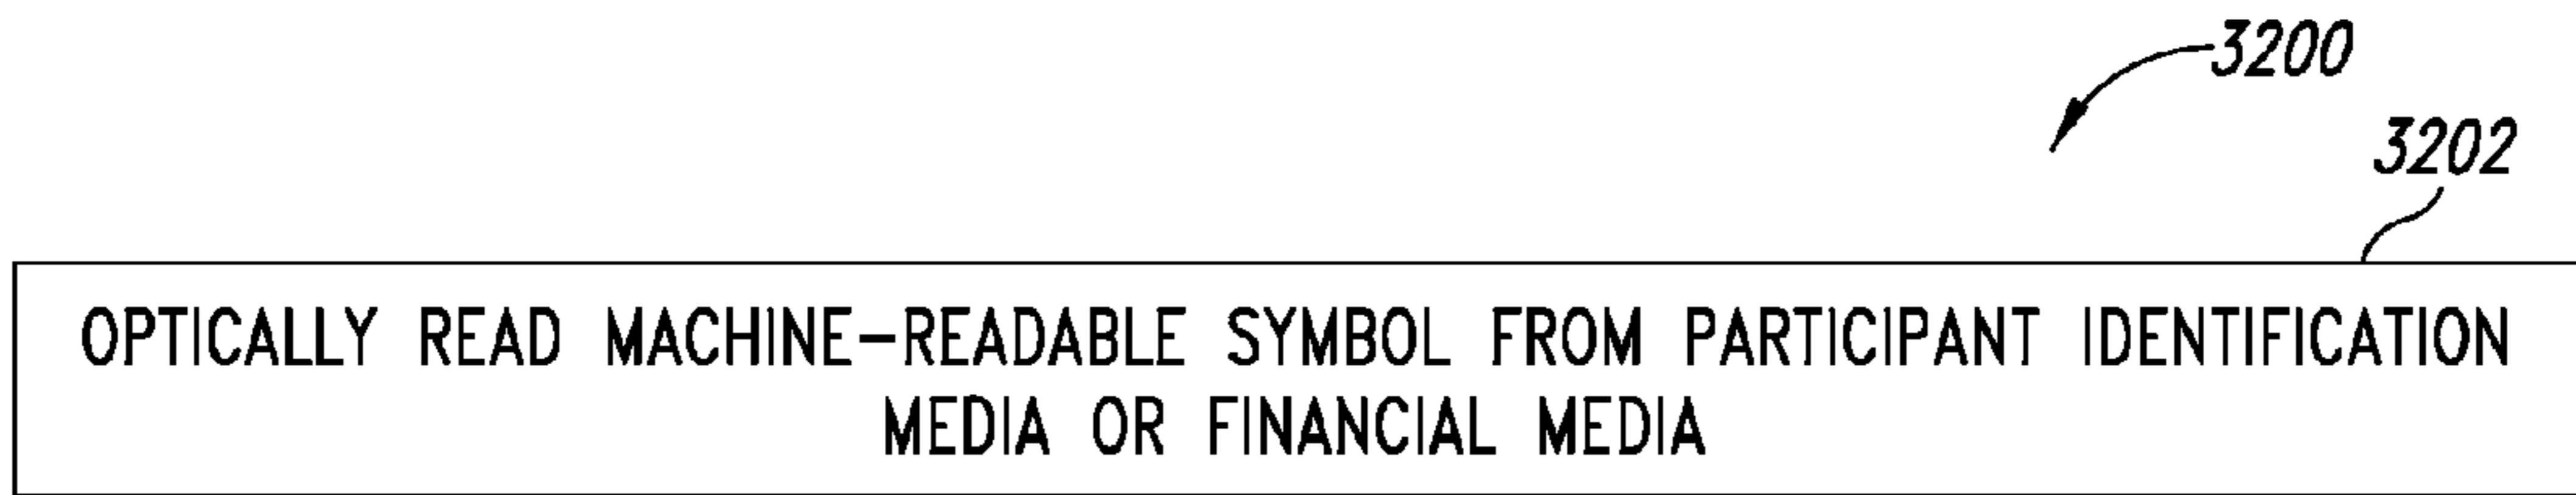 3200
3202
OPTICALLY READ MACHINE-READABLE SYMBOL FROM PARTICIPANT IDENTIFICATION
MEDIA OR FINANCIAL MEDIA